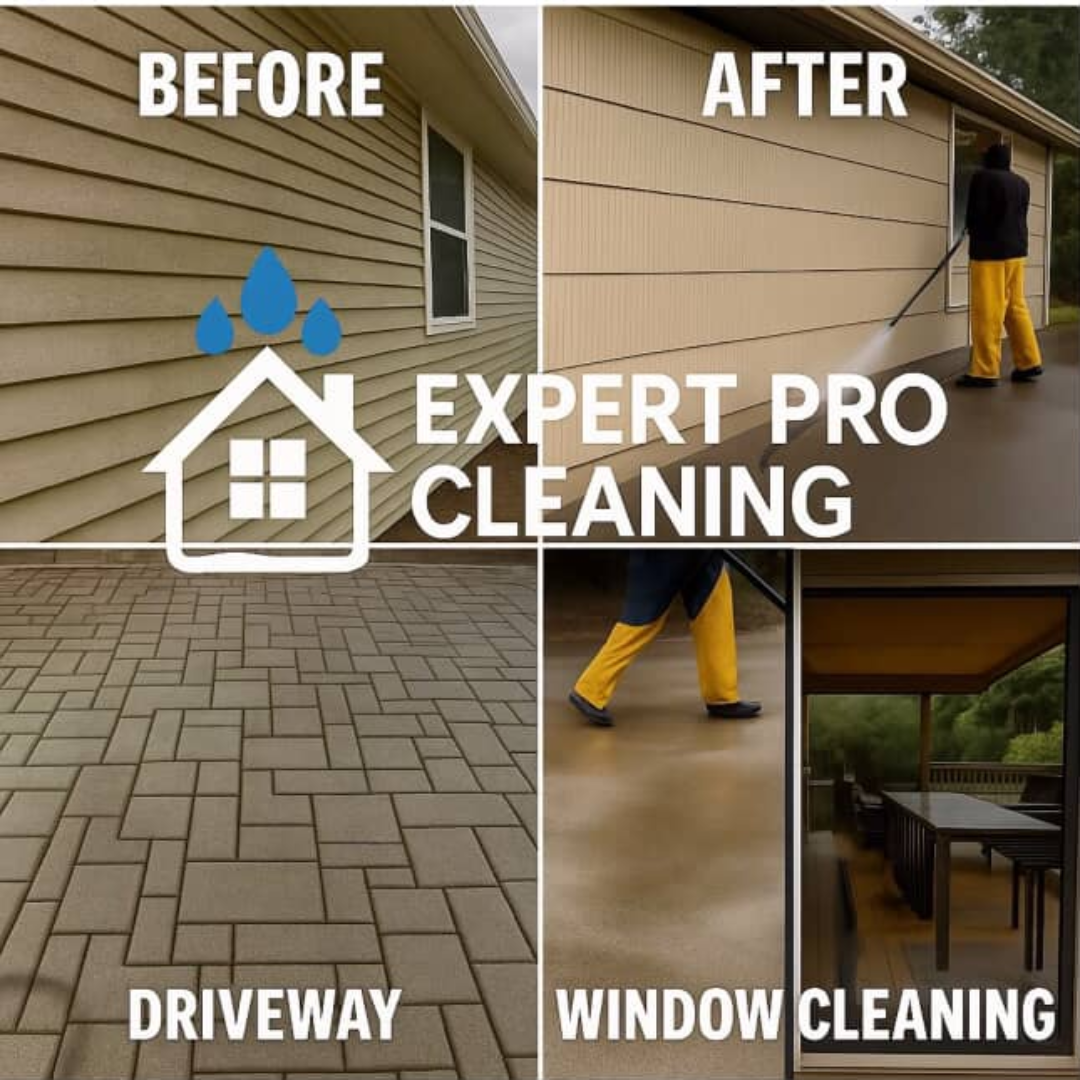 BEFORE
AFTER
EXPERT PRO
CLEANING
DRIVEWAY
WINDOW CLEANING